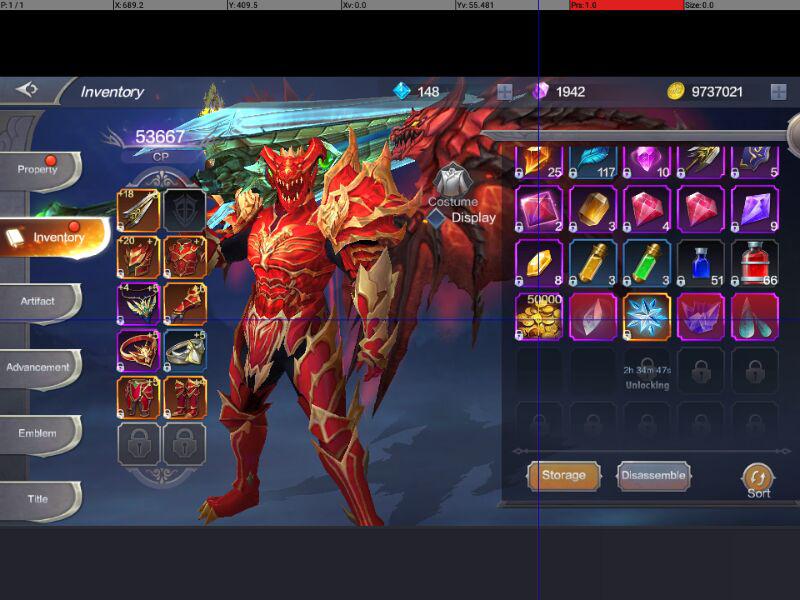 P: 1 / 1 X: 689.2 Y: 409.5 Xv: 0.0 Yv: 55.481 Prs: 1.0 Size: 0.0
Inventory 148 1942 9737021
53667
CP
Property
Inventory
Artifact
Advancement
Emblem
Title
Costume
Display
25 117 10 5
2 3 4 4 9
8 3 3 51 66
50000
2h 34m 47s
Unlocking
Storage Disassemble Sort